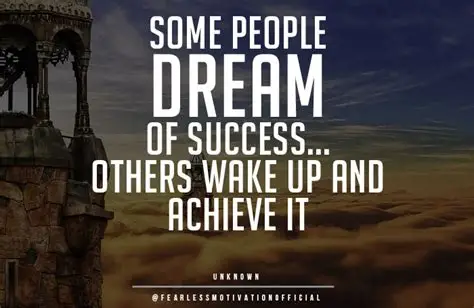 SOME PEOPLE
DREAM
OF SUCCESS...
OTHERS WAKE UP AND
ACHIEVE IT
UNKNOWN
@FEARLESSMOTIVATIONOFFICIAL